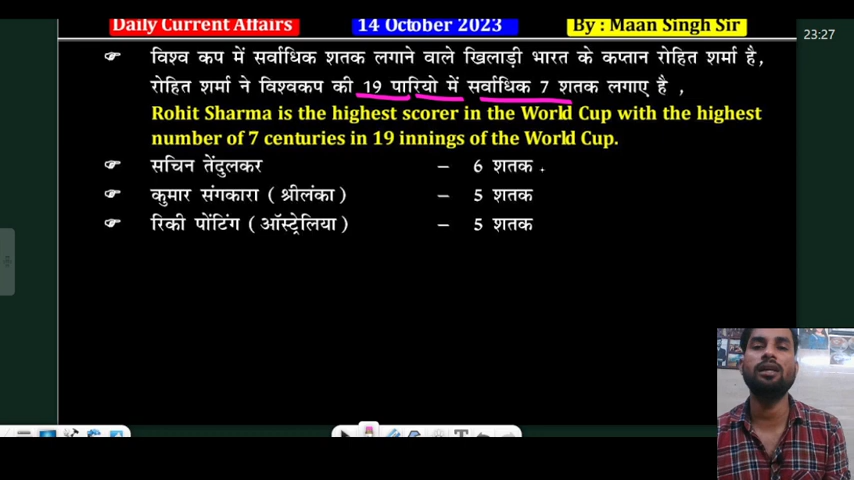 Daily Current Affairs 14 October 2023 By : Maan Singh Sir
23:27
☞ विश्व कप में सर्वाधिक शतक लगाने वाले खिलाड़ी भारत के कप्तान रोहित शर्मा है,
रोहित शर्मा ने विश्वकप की 19 पारियो में सर्वाधिक 7 शतक लगाए है ,
Rohit Sharma is the highest scorer in the World Cup with the highest
number of 7 centuries in 19 innings of the World Cup.
☞ सचिन तेंदुलकर – 6 शतक
☞ कुमार संगकारा ( श्रीलंका ) – 5 शतक
☞ रिकी पोंटिंग ( ऑस्ट्रेलिया ) – 5 शतक